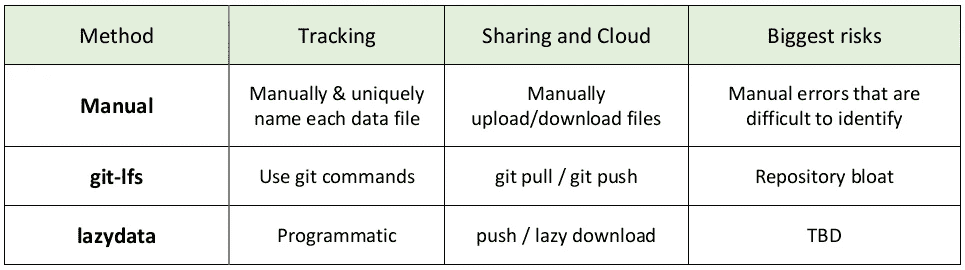 Method Tracking Sharing and Cloud Biggest risks
Manual
Manually & uniquely
name each data file
Manually
upload/download files
Manual errors that are
difficult to identify
git-lfs Use git commands git pull / git push Repository bloat
lazydata Programmatic push / lazy download TBD